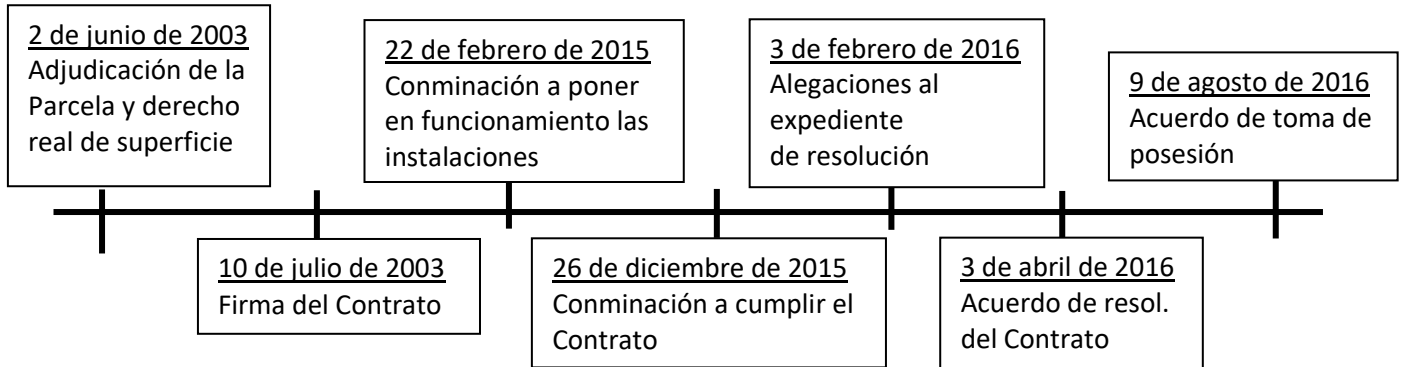 2 de junio de 2003
Adjudicación de la
Parcela y derecho
real de superficie
10 de julio de 2003
Firma del Contrato
22 de febrero de 2015
Conminación a poner
en funcionamiento las
instalaciones
26 de diciembre de 2015
Conminación a cumplir el
Contrato
3 de febrero de 2016
Alegaciones al
expediente
de resolución
3 de abril de 2016
Acuerdo de resol.
del Contrato
9 de agosto de 2016
Acuerdo de toma de
posesión